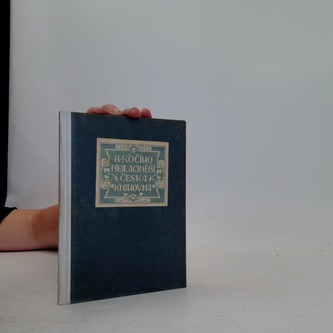 B. KOČÍHO
NEJLACINĚJŠÍ
ČESKÁ
KNIHOVNA